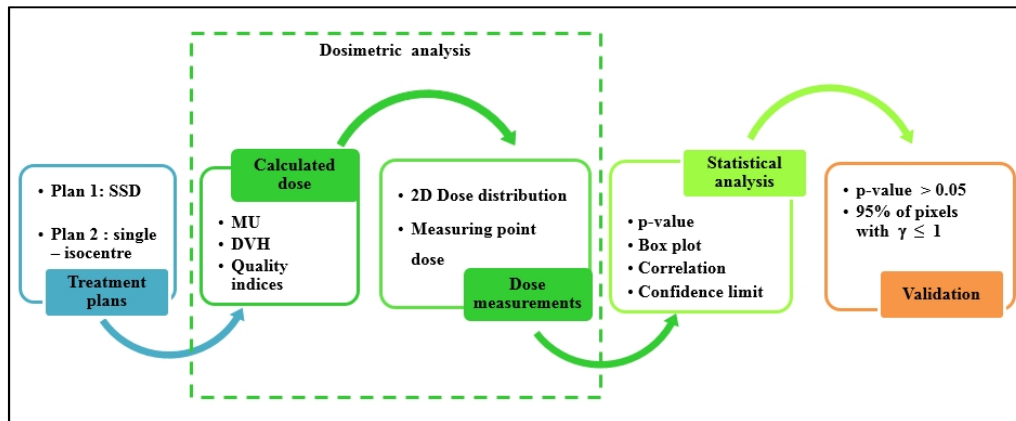 Dosimetric analysis
• Plan 1: SSD
• Plan 2 : single
– isocentre
Treatment
plans
Calculated
dose
• MU
• DVH
• Quality
indices
• 2D Dose distribution
• Measuring point
dose
Dose
measurements
Statistical
analysis
• p-value
• Box plot
• Correlation
• Confidence limit
• p-value > 0.05
• 95% of pixels
with γ ≤ 1
Validation